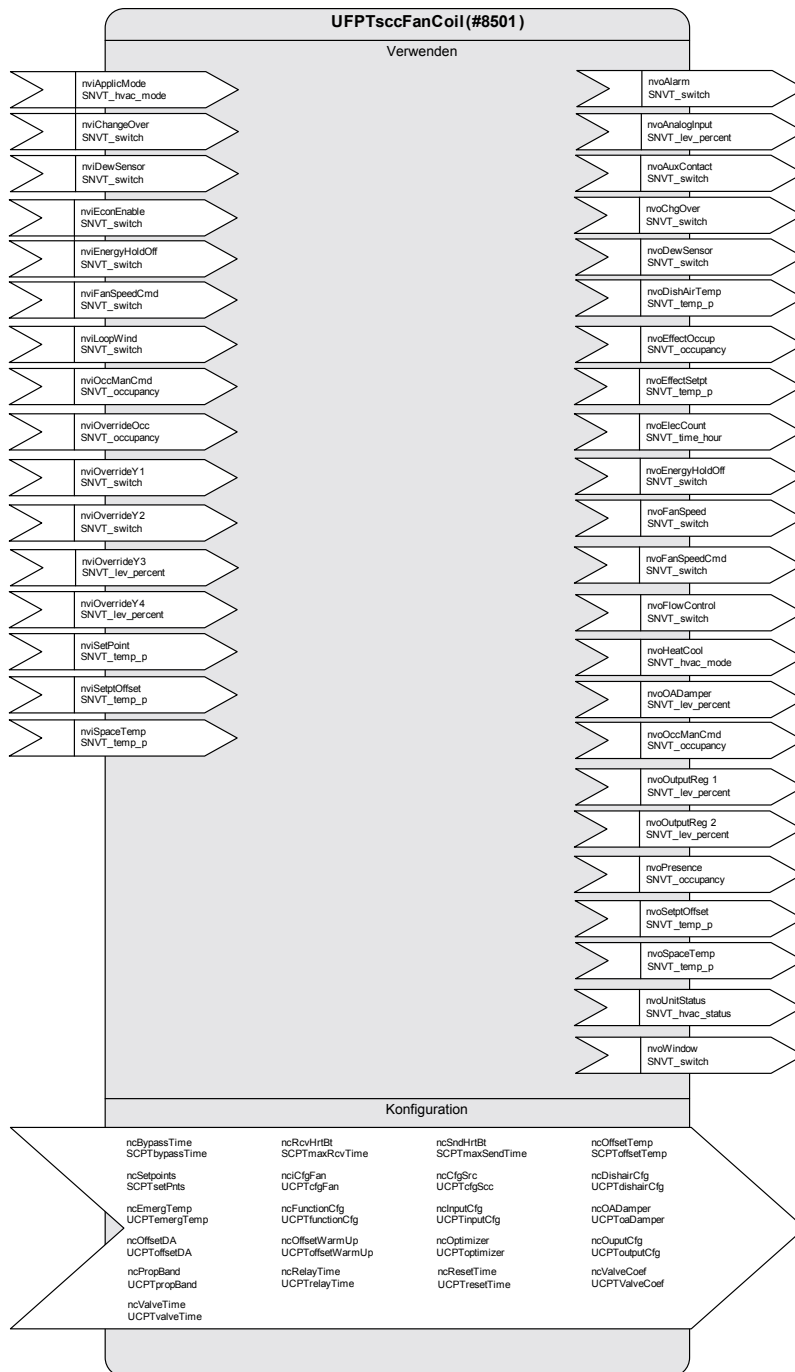 UFPTsccFanCoil(#8501)
Verwenden
nviApplicMode
SNVT_hvac_mode
nviChangeOver
SNVT_switch
nviDewSensor
SNVT_switch
nviEconEnable
SNVT_switch
nviEnergyHoldOff
SNVT_switch
nviFanSpeedCmd
SNVT_switch
nviLoopWind
SNVT_switch
nviOccManCmd
SNVT_occupancy
nviOverrideOcc
SNVT_occupancy
nviOverrideY1
SNVT_switch
nviOverrideY2
SNVT_switch
nviOverrideY3
SNVT_lev_percent
nviOverrideY4
SNVT_lev_percent
nviSetPoint
SNVT_temp_p
nviSetptOffset
SNVT_temp_p
nviSpaceTemp
SNVT_temp_p
nvoAlarm
SNVT_switch
nvoAnalogInput
SNVT_lev_percent
nvoAuxContact
SNVT_switch
nvoChgOver
SNVT_switch
nvoDewSensor
SNVT_switch
nvoDishAirTemp
SNVT_temp_p
nvoEffectOccup
SNVT_occupancy
nvoEffectSetpt
SNVT_temp_p
nvoElecCount
SNVT_time_hour
nvoEnergyHoldOff
SNVT_switch
nvoFanSpeed
SNVT_switch
nvoFanSpeedCmd
SNVT_switch
nvoFlowControl
SNVT_switch
nvoHeatCool
SNVT_hvac_mode
nvoOADamper
SNVT_lev_percent
nvoOccManCmd
SNVT_occupancy
nvoOutputReg 1
SNVT_lev_percent
nvoOutputReg 2
SNVT_lev_percent
nvoPresence
SNVT_occupancy
nvoSetptOffset
SNVT_temp_p
nvoSpaceTemp
SNVT_temp_p
nvoUnitStatus
SNVT_hvac_status
nvoWindow
SNVT_switch
Konfiguration
ncBypassTime ncRcvHrtBt ncSndHrtBt ncOffsetTemp
SCPTbypassTime SCPTmaxRcvTime SCPTmaxSendTime SCPToffsetTemp
ncSetpoints nciCfgFan ncCfgSrc ncDishairCfg
SCPTsetPnts UCPTcfgFan UCPTcfgScc UCPTdishairCfg
ncEmergTemp ncFunctionCfg ncInputCfg ncOADamper
UCPTemergTemp UCPTfunctionCfg UCPTinputCfg UCPToaDamper
ncOffsetDA ncOffsetWarmUp ncOptimizer ncOuputCfg
UCPToffsetDA UCPToffsetWarmUp UCPToptimizer UCPToutputCfg
ncPropBand ncRelayTime ncResetTime ncValveCoef
UCPTpropBand UCPTrelayTime UCPTresetTime UCPTValveCoef
ncValveTime
UCPTvalveTime